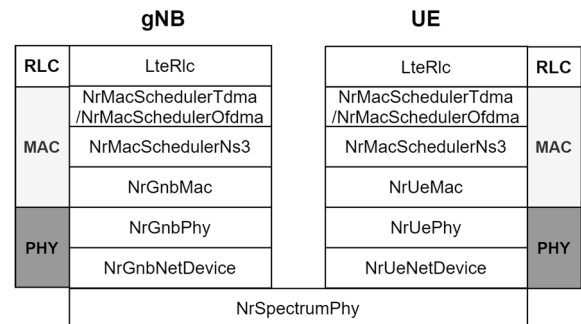 gNB UE
RLC LteRlc LteRlc RLC
NrMacSchedulerTdma NrMacSchedulerTdma
/NrMacSchedulerOfdma /NrMacSchedulerOfdma
MAC NrMacSchedulerNs3 NrMacSchedulerNs3 MAC
NrGnbMac NrUeMac
NrGnbPhy NrUePhy
PHY PHY
NrGnbNetDevice NrUeNetDevice
NrSpectrumPhy